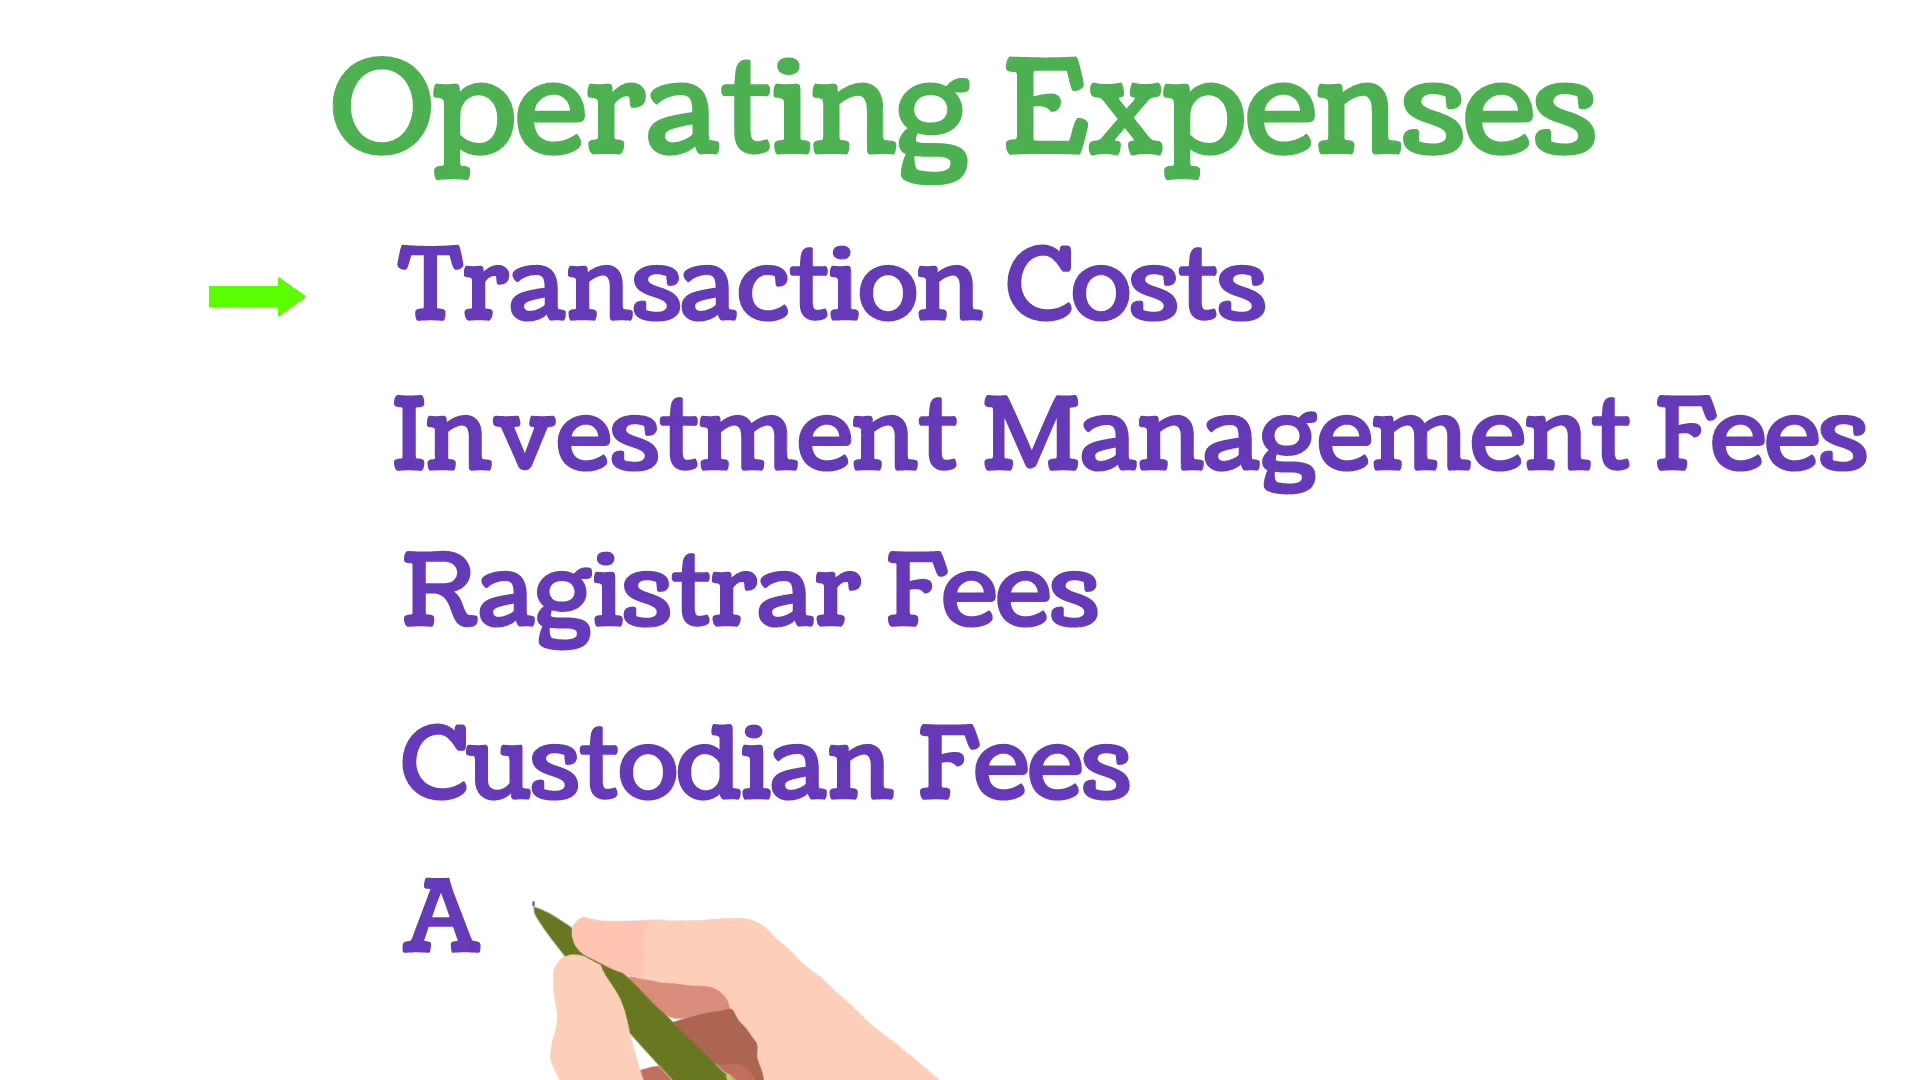 Operating Expenses
Transaction Costs
Investment Management Fees
Ragistrar Fees
Custodian Fees
A